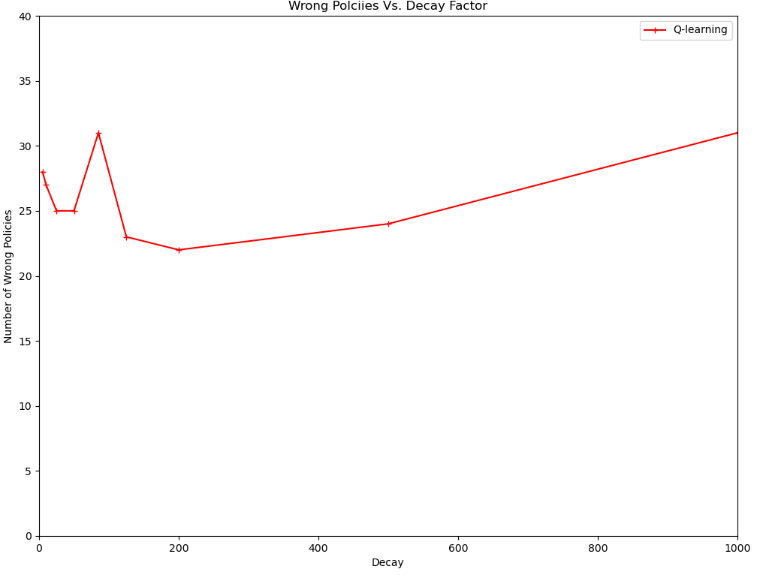 Wrong Polciies Vs. Decay Factor
Q-learning
40
35
30
25
20
15
10
5
0
Number of Wrong Policies
0 200 400 600 800 1000
Decay